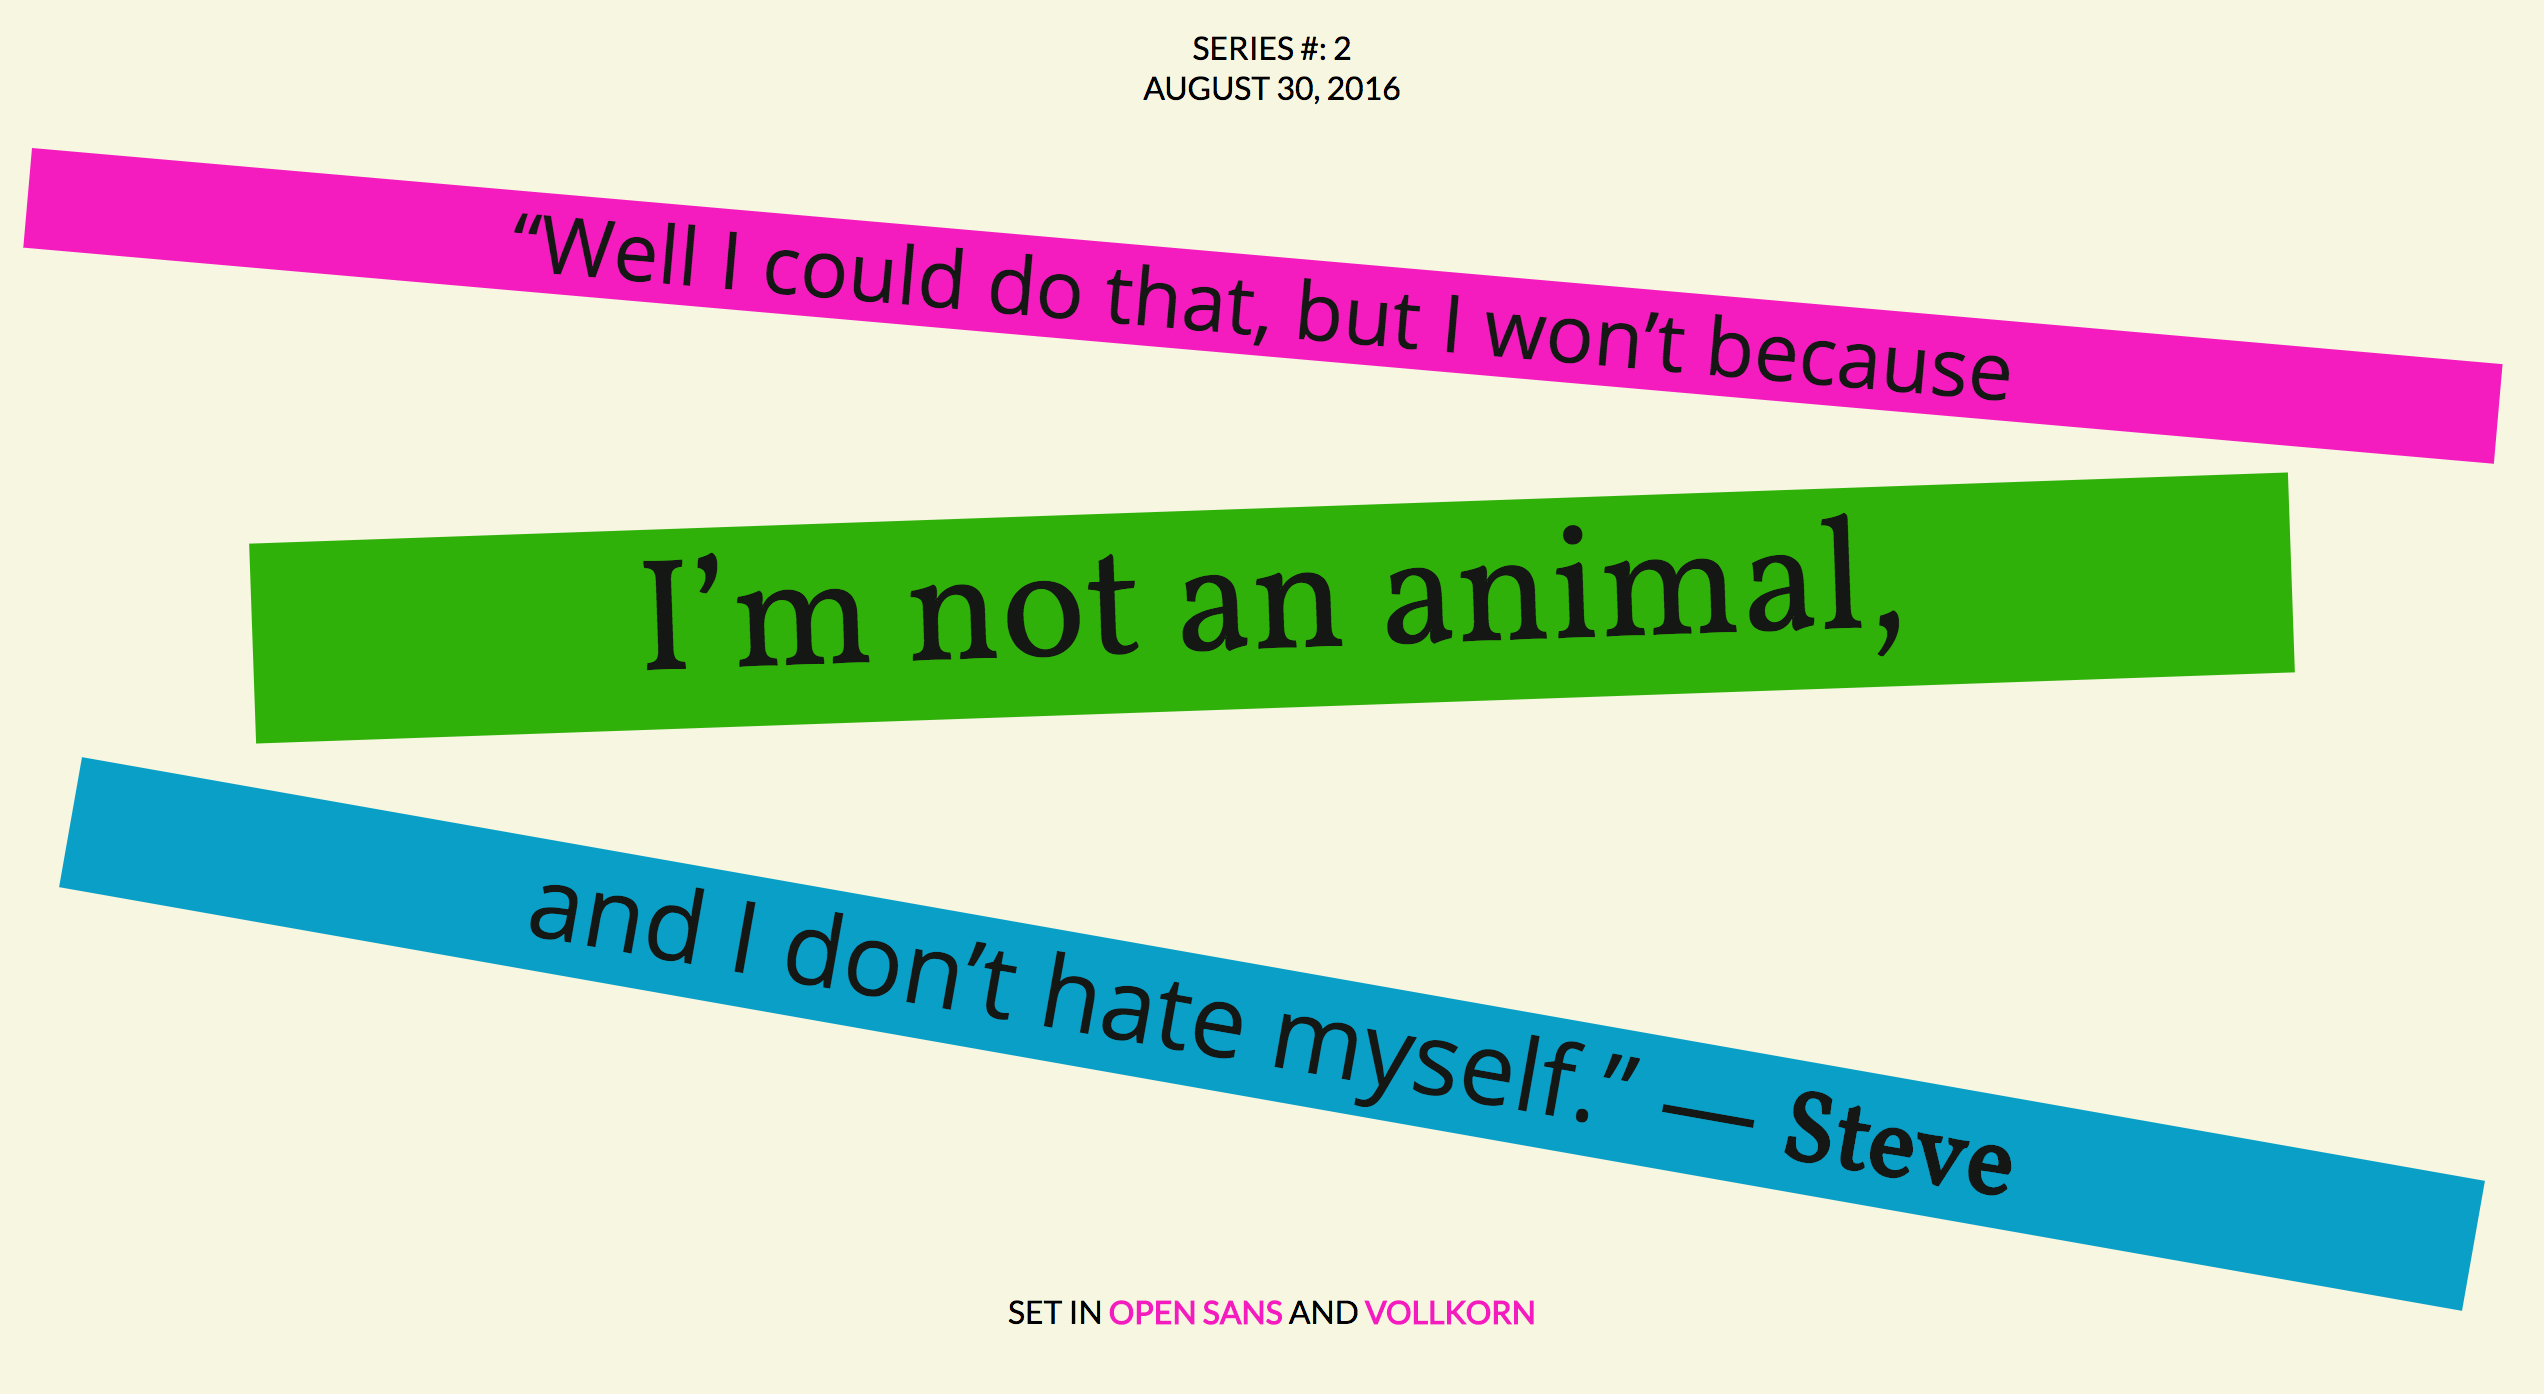 SERIES #: 2
AUGUST 30, 2016
“Well I could do that, but I won’t because
I’m not an animal,
and I don’t hate myself.” — Steve
SET IN OPEN SANS AND VOLLKORN